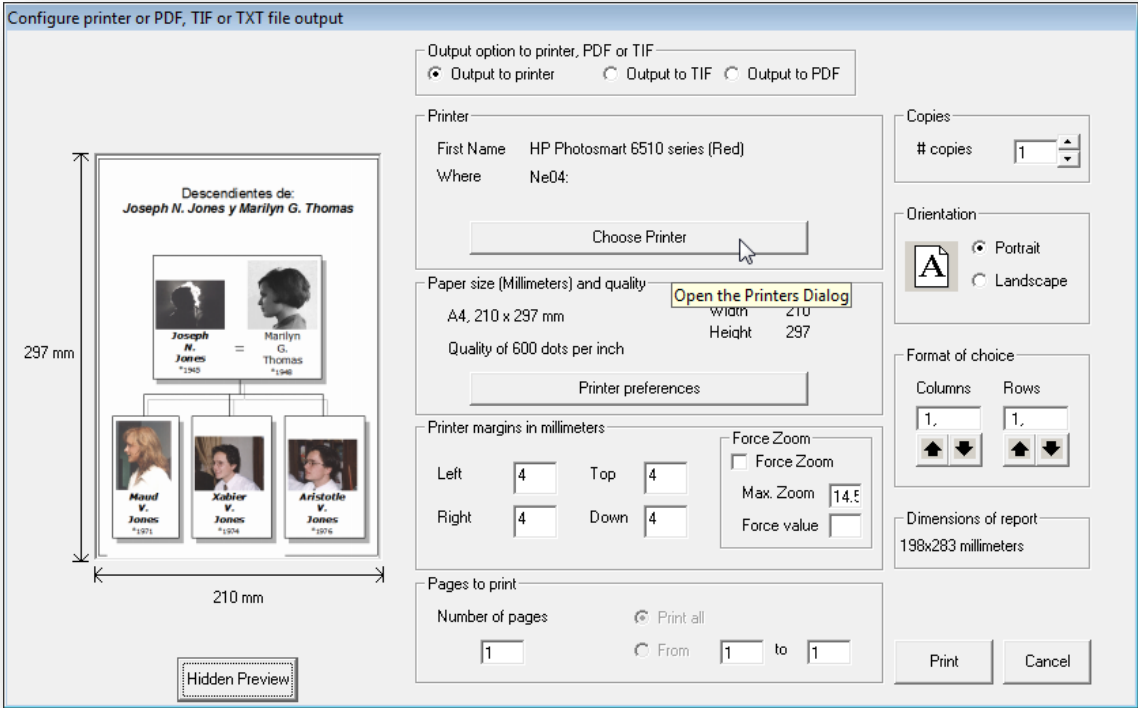 Configure printer or PDF, TIF or TXT file output
Output option to printer, PDF or TIF
Output to printer
Output to TIF
Output to PDF
Printer
First Name HP Photosmart 6510 series (Red)
Where Ne04:
Choose Printer
Open the Printers Dialog
Copies
# copies 1
Orientation
A
Portrait
Landscape
Descendientes de:
Joseph N. Jones y Marilyn G. Thomas
Joseph
N.
Jones
*1945
=
Marilyn
G.
Thomas
*1948
Maud
V.
Jones
*1971
Xabier
V.
Jones
*1974
Aristotle
V.
Jones
*1976
297 mm
210 mm
Hidden Preview
Paper size (Millimeters) and quality
A4, 210 x 297 mm
Width 210
Height 297
Quality of 600 dots per inch
Printer preferences
Format of choice
Columns Rows
1, 1,
Printer margins in millimeters
Left 4 Top 4
Right 4 Down 4
Force Zoom
Force Zoom
Max. Zoom 14.5
Force value
Dimensions of report
198x283 millimeters
Pages to print
Number of pages
1
Print all
From 1 to 1
Print
Cancel